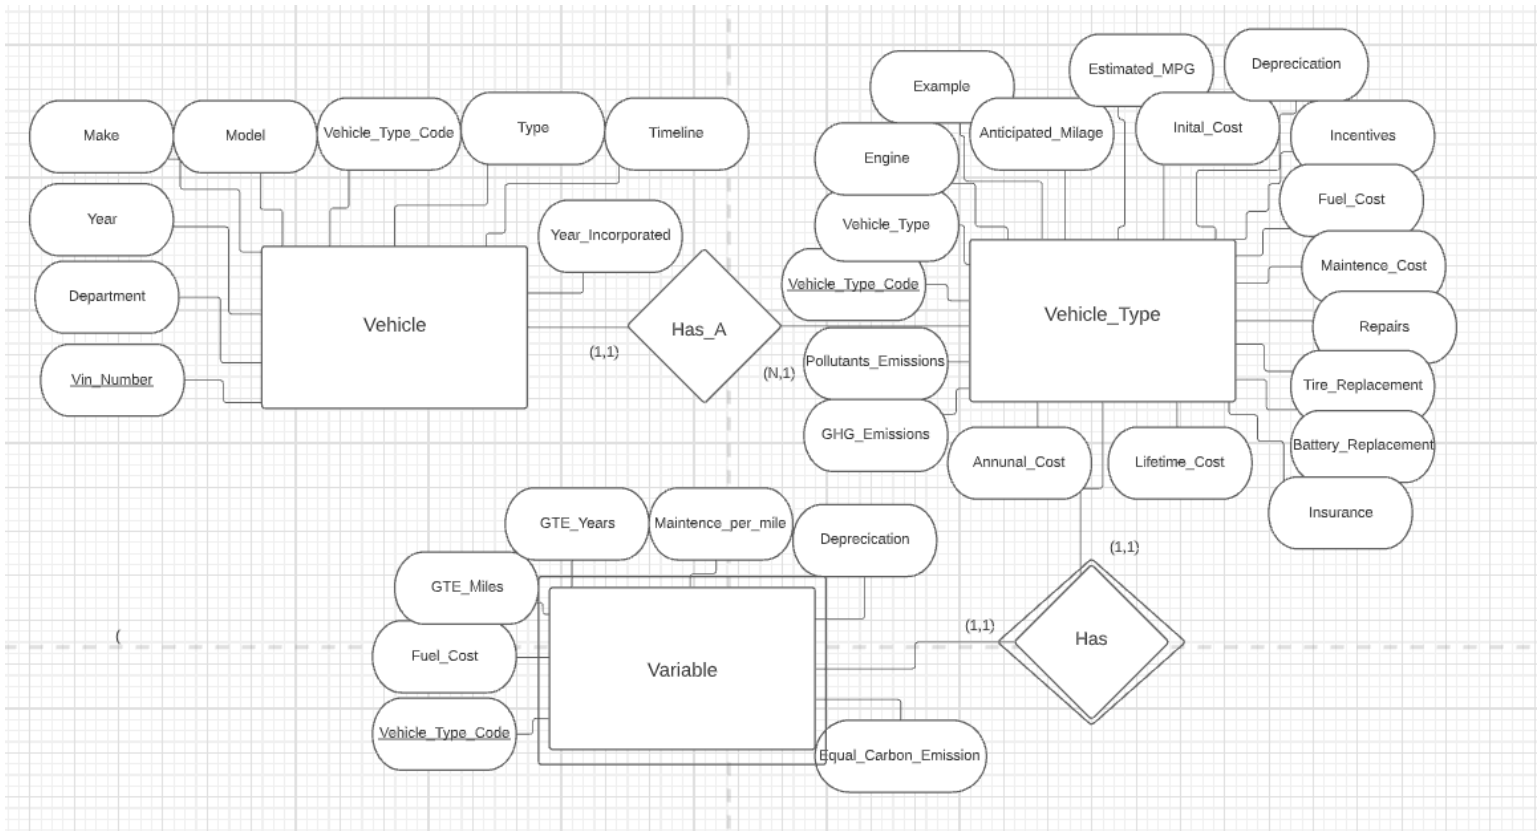 Make
Model
Vehicle_Type_Code
Type
Timeline
Year
Year_Incorporated
Department
Vin_Number
Vehicle
(1,1)
Has_A
(N,1)
Example
Estimated_MPG
Deprecication
Anticipated_Milage
Inital_Cost
Incentives
Engine
Fuel_Cost
Vehicle_Type
Maintence_Cost
Vehicle_Type_Code
Vehicle_Type
Repairs
Pollutants_Emissions
Tire_Replacement
GHG_Emissions
Battery_Replacement
Annunal_Cost
Lifetime_Cost
Insurance
GTE_Years
Maintence_per_mile
Deprecication
(1,1)
GTE_Miles
(1,1)
Has
(
Fuel_Cost
Variable
Vehicle_Type_Code
Equal_Carbon_Emission